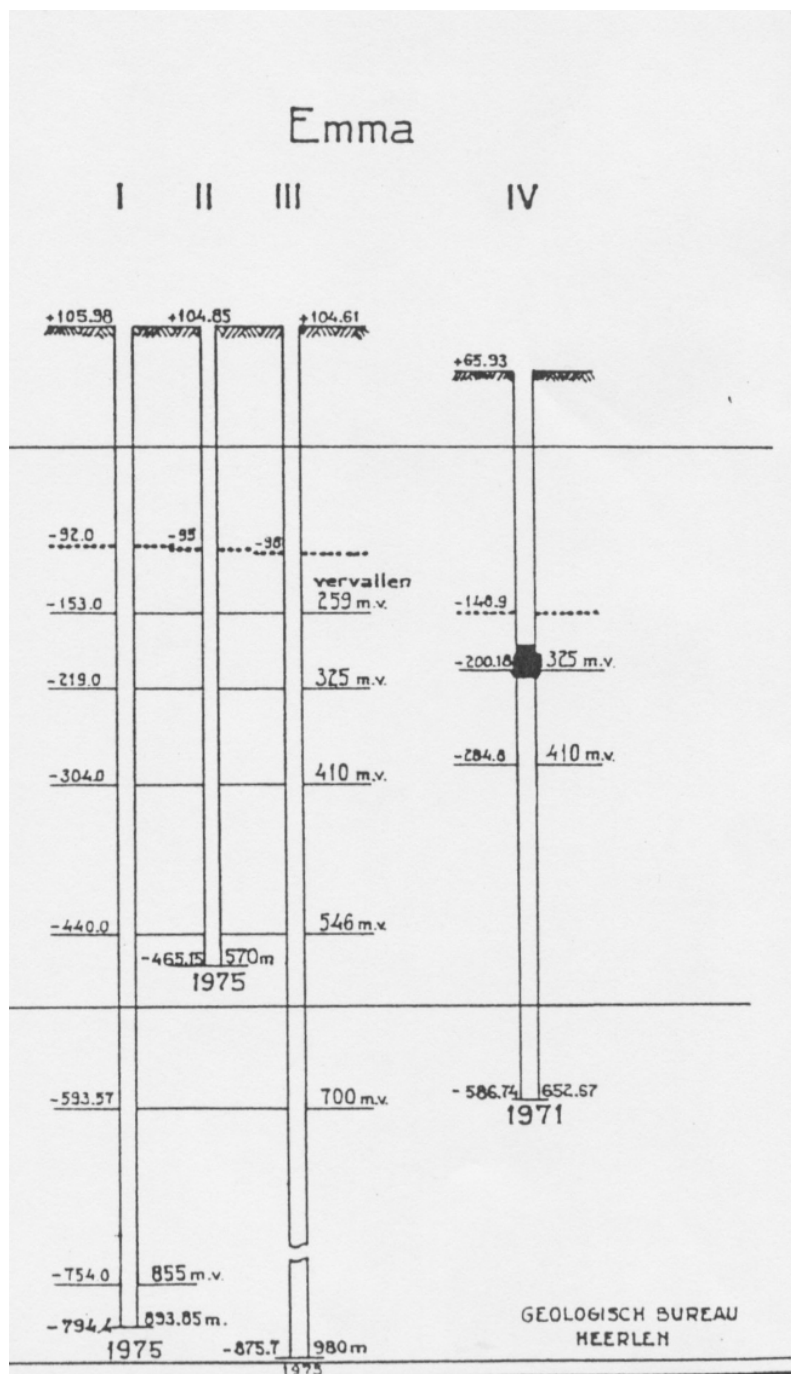 Emma
I II III IV
+105.98 +104.85 +104.61
+65.93
-92.0 -95 -98
vervallen
-153.0 259 m.v. -148.9
-219.0 325 m.v. -200.18 325 m.v.
-304.0 410 m.v. -284.8 410 m.v.
-440.0 546 m.v.
-465.15 570m
1975
-593.57 700 m.v. -586.74 652.67
1971
-754.0 855 m.v.
-794.4 893.85 m.
1975
-875.7 980m
1975
GEOLOGISCH BUREAU
HEERLEN